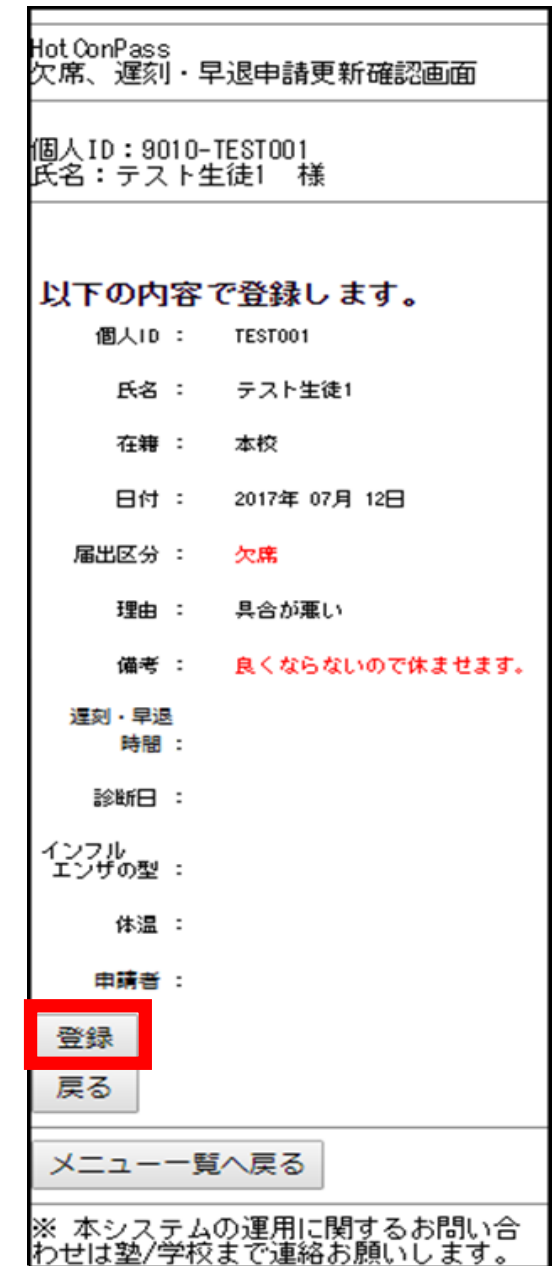 Hot ConPass
欠席、遅刻・早退申請更新確認画面
個人ID：9010-TEST001
氏名：テスト生徒1　様
以下の内容で登録します。
個人ID ： TEST001
氏名 ： テスト生徒1
在籍 ： 本校
日付 ： 2017年 07月 12日
届出区分 ： 欠席
理由 ： 具合が悪い
備考 ： 良くならないので休ませます。
遅刻・早退
時間 ：
診断日 ：
インフル
エンザの型 ：
体温 ：
申請者 ：
登録
戻る
メニュー一覧へ戻る
※ 本システムの運用に関するお問い合
わせは塾/学校まで連絡お願いします。